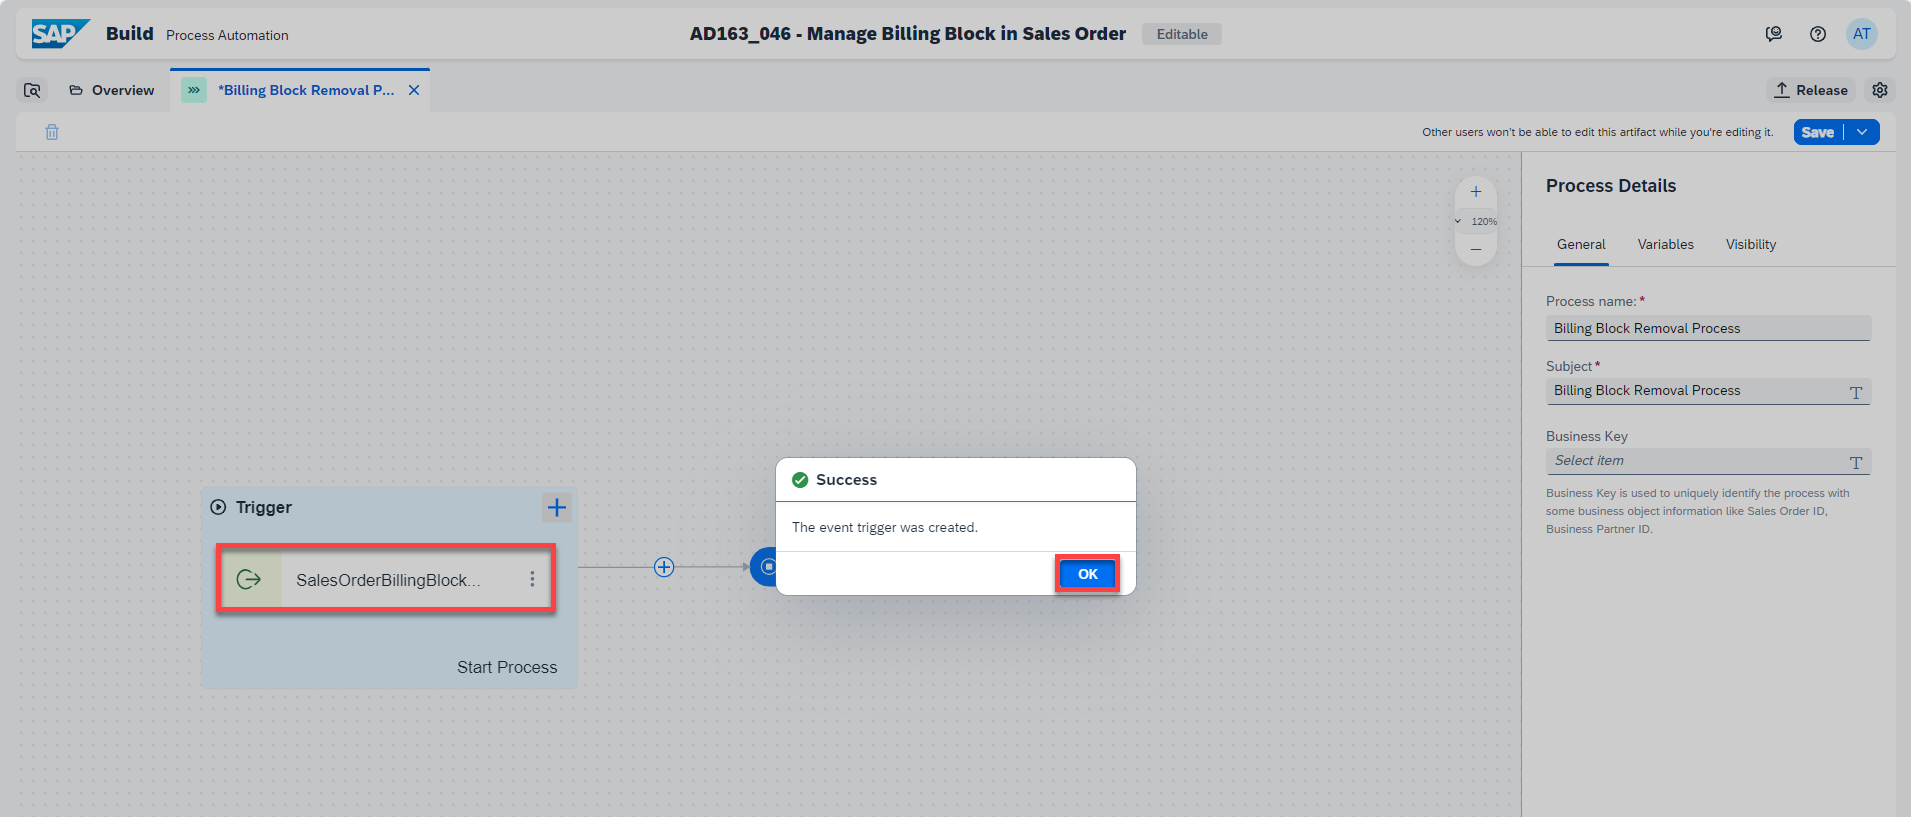 SAP Build Process Automation
AD163_046 - Manage Billing Block in Sales Order Editable
AT
Overview
*Billing Block Removal P...
Release
Other users won't be able to edit this artifact while you're editing it.
Save
120%
Process Details
General Variables Visibility
Process name:*
Billing Block Removal Process
Subject*
Billing Block Removal Process
Business Key
Select item
Business Key is used to uniquely identify the process with
some business object information like Sales Order ID,
Business Partner ID.
Trigger
SalesOrderBillingBlock...
Start Process
Success
The event trigger was created.
OK